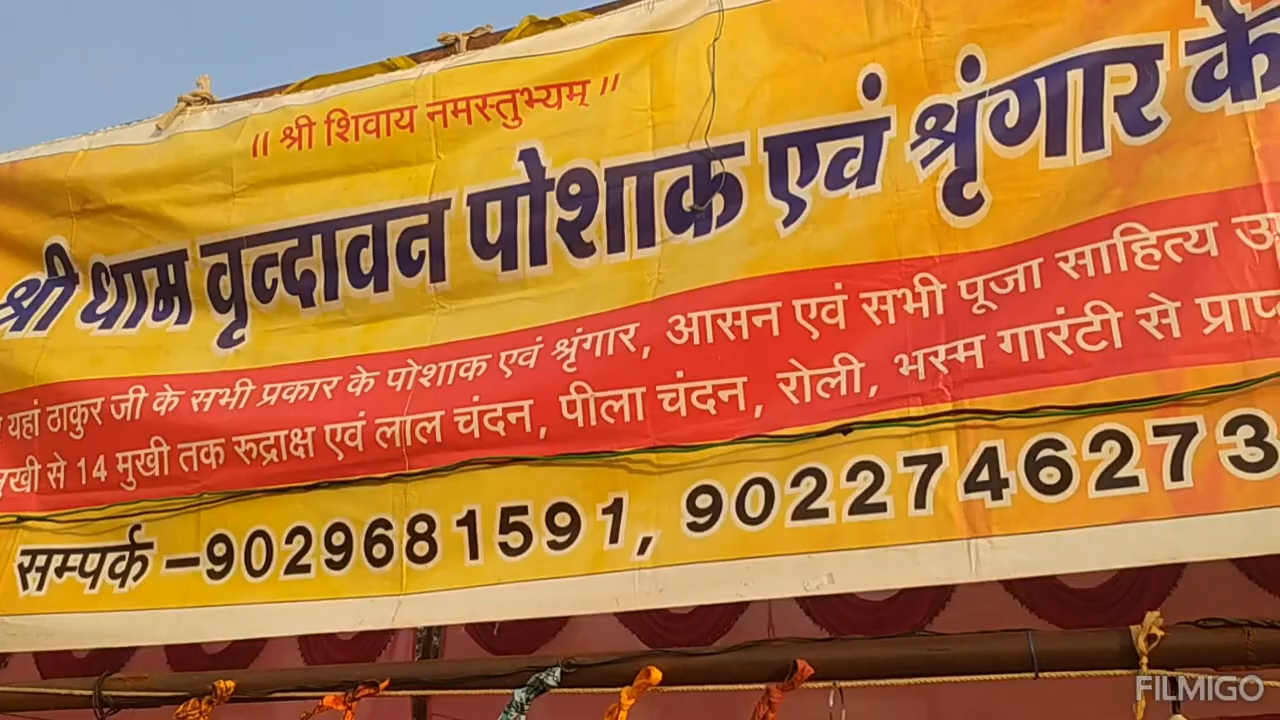 ॥ श्री शिवाय नमस्तुभ्यम् ॥
श्री धाम वृन्दावन पोशाक एवं श्रृंगार के
यहां ठाकुर जी के सभी प्रकार के पोशाक एवं श्रृंगार, आसन एवं सभी पूजा साहित्य
से 14 मुखी तक रुद्राक्ष एवं लाल चंदन, पीला चंदन, रोली, भस्म गारंटी से
सम्पर्क –9029681591, 9022746273
FILMIGO